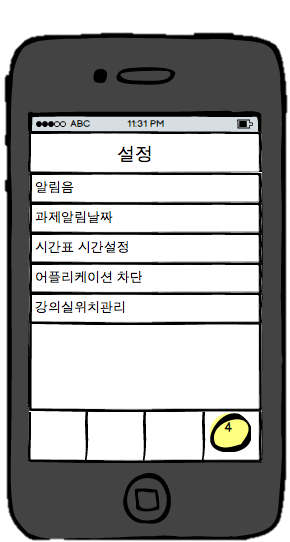 ABC 11:31 PM
설정
알림음
과제알림날짜
시간표 시간설정
어플리케이션 차단
강의실위치관리
4